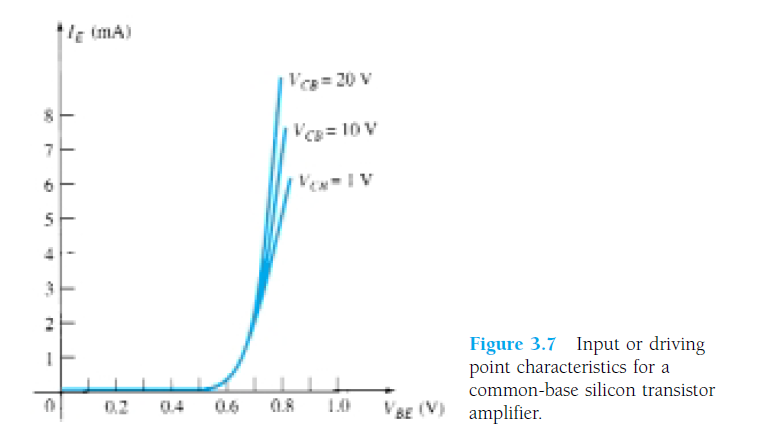 I_E (mA)
V_CB = 20 V
8
V_CB = 10 V
7
6
V_CB = 1 V
5
4
3
2
1
0
0.2
0.4
0.6
0.8
1.0
V_BE (V)
Figure 3.7 Input or driving
point characteristics for a
common-base silicon transistor
amplifier.